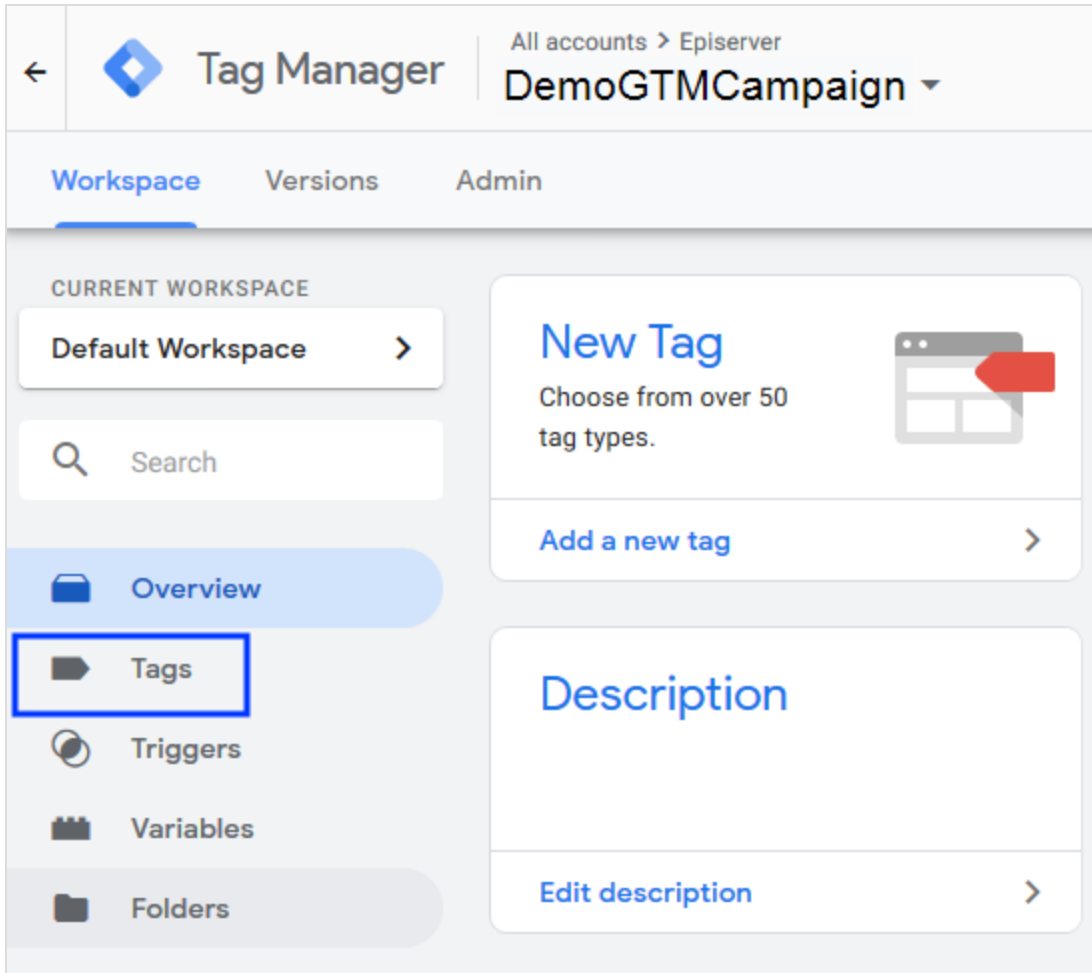 All accounts > Episerver
Tag Manager
DemoGTMCampaign
Workspace Versions Admin
CURRENT WORKSPACE
Default Workspace
Search
Overview
Tags
Triggers
Variables
Folders
New Tag
Choose from over 50
tag types.
Add a new tag
Description
Edit description